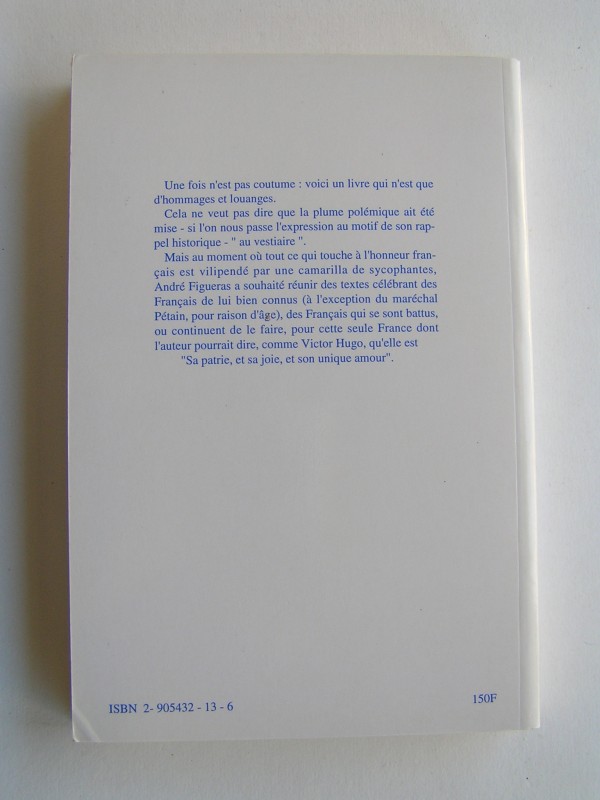 Une fois n'est pas coutume : voici un livre qui n'est que
d'hommages et louanges.
Cela ne veut pas dire que la plume polémique ait été
mise - si l'on nous passe l'expression au motif de son rap-
pel historique - " au vestiaire ".
Mais au moment où tout ce qui touche à l'honneur fran-
çais est vilipendé par une camarilla de sycophantes,
André Figueras a souhaité réunir des textes célébrant des
Français de lui bien connus (à l'exception du maréchal
Pétain, pour raison d'âge), des Français qui se sont battus,
ou continuent de le faire, pour cette seule France dont
l'auteur pourrait dire, comme Victor Hugo, qu'elle est
"Sa patrie, et sa joie, et son unique amour".
ISBN 2- 905432 - 13 - 6
150F